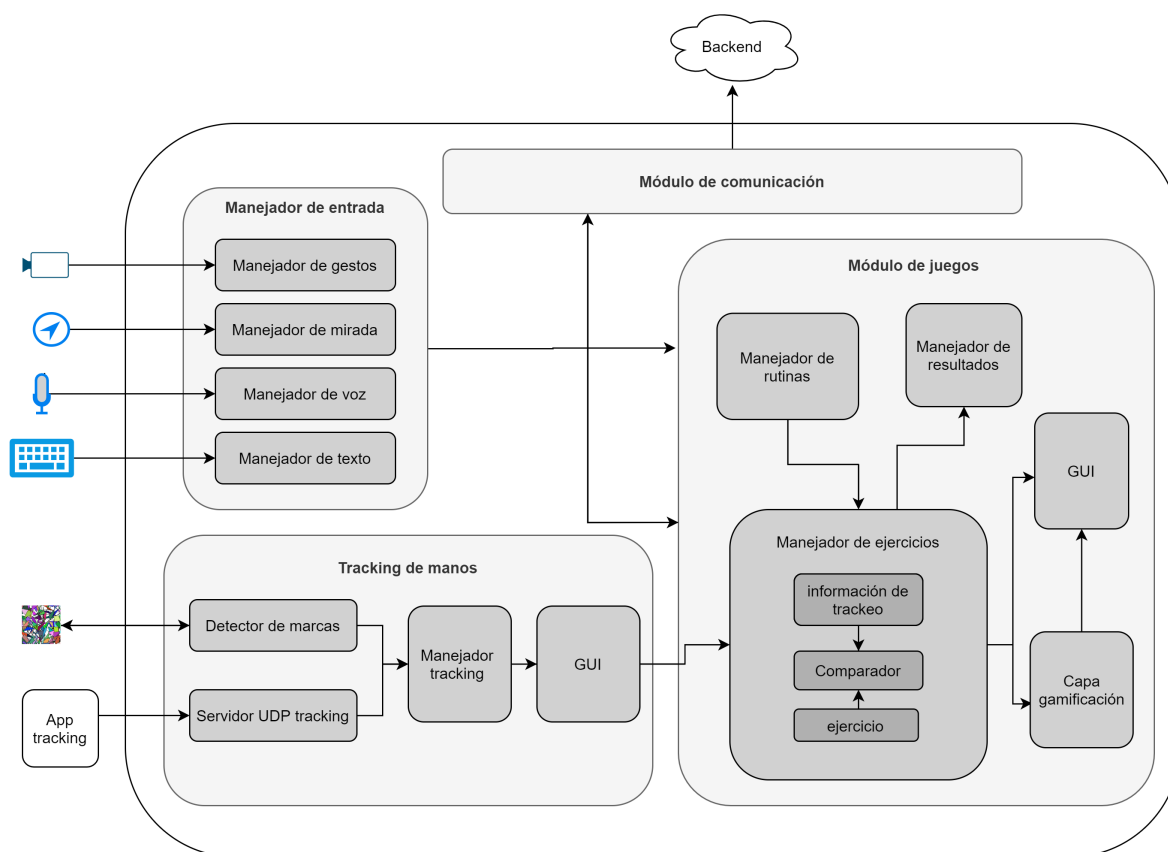 Backend
Módulo de comunicación
Manejador de entrada
Manejador de gestos
Manejador de mirada
Manejador de voz
Manejador de texto
Módulo de juegos
Manejador de
rutinas
Manejador de
resultados
GUI
Manejador de ejercicios
información de
trackeo
Comparador
ejercicio
Capa
gamificación
Tracking de manos
Detector de marcas
Servidor UDP tracking
Manejador
tracking
GUI
App
tracking